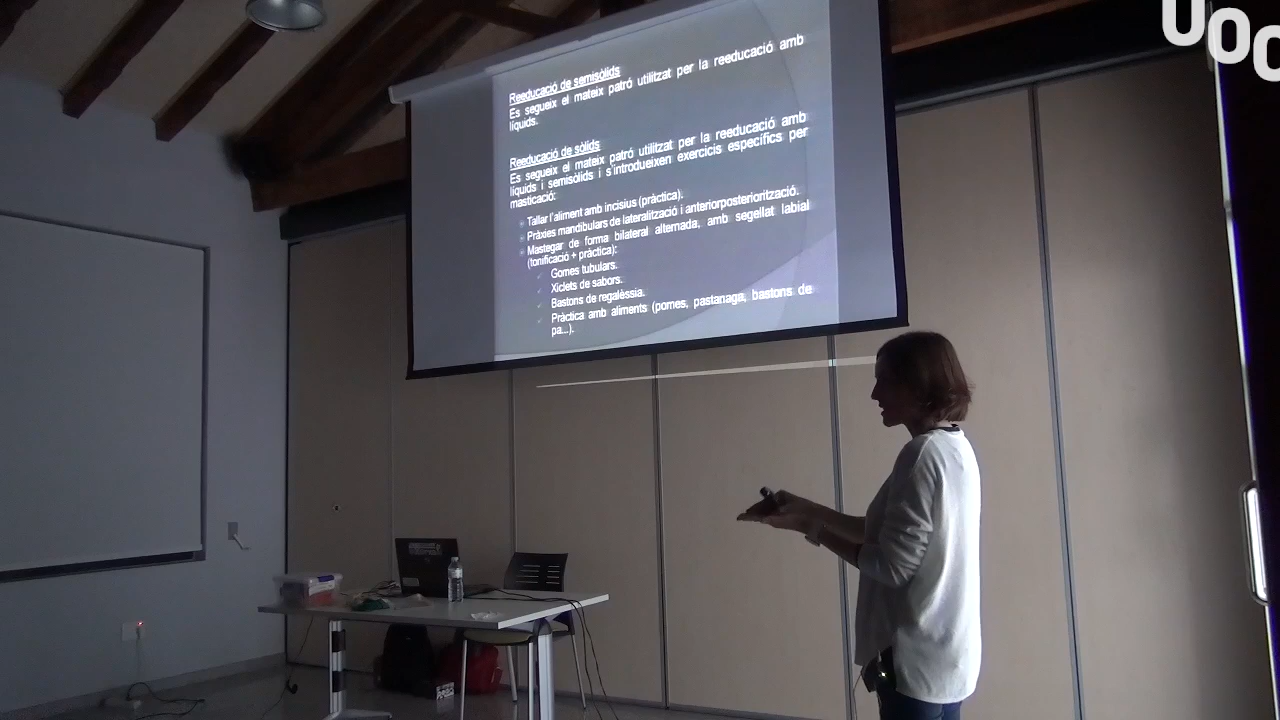 UOC
Reeducació de semisòlids
Es segueix el mateix patró utilitzat per la reeducació amb
líquids.
Reeducació de sòlids
Es segueix el mateix patró utilitzat per la reeducació amb
líquids i semisòlids i s'introdueixen exercicis específics per
masticació:
Tallar l'aliment amb incisius (pràctica).
Pràxies mandibulars de lateralització i anteriorposteriorització.
Mastegar de forma bilateral alternada, amb segellat labial
(tonificació + pràctica):
Gomes tubulars.
Xiclets de sabors.
Bastons de regalèssia.
Pràctica amb aliments (pomes, pastanaga, bastons de
pa...).